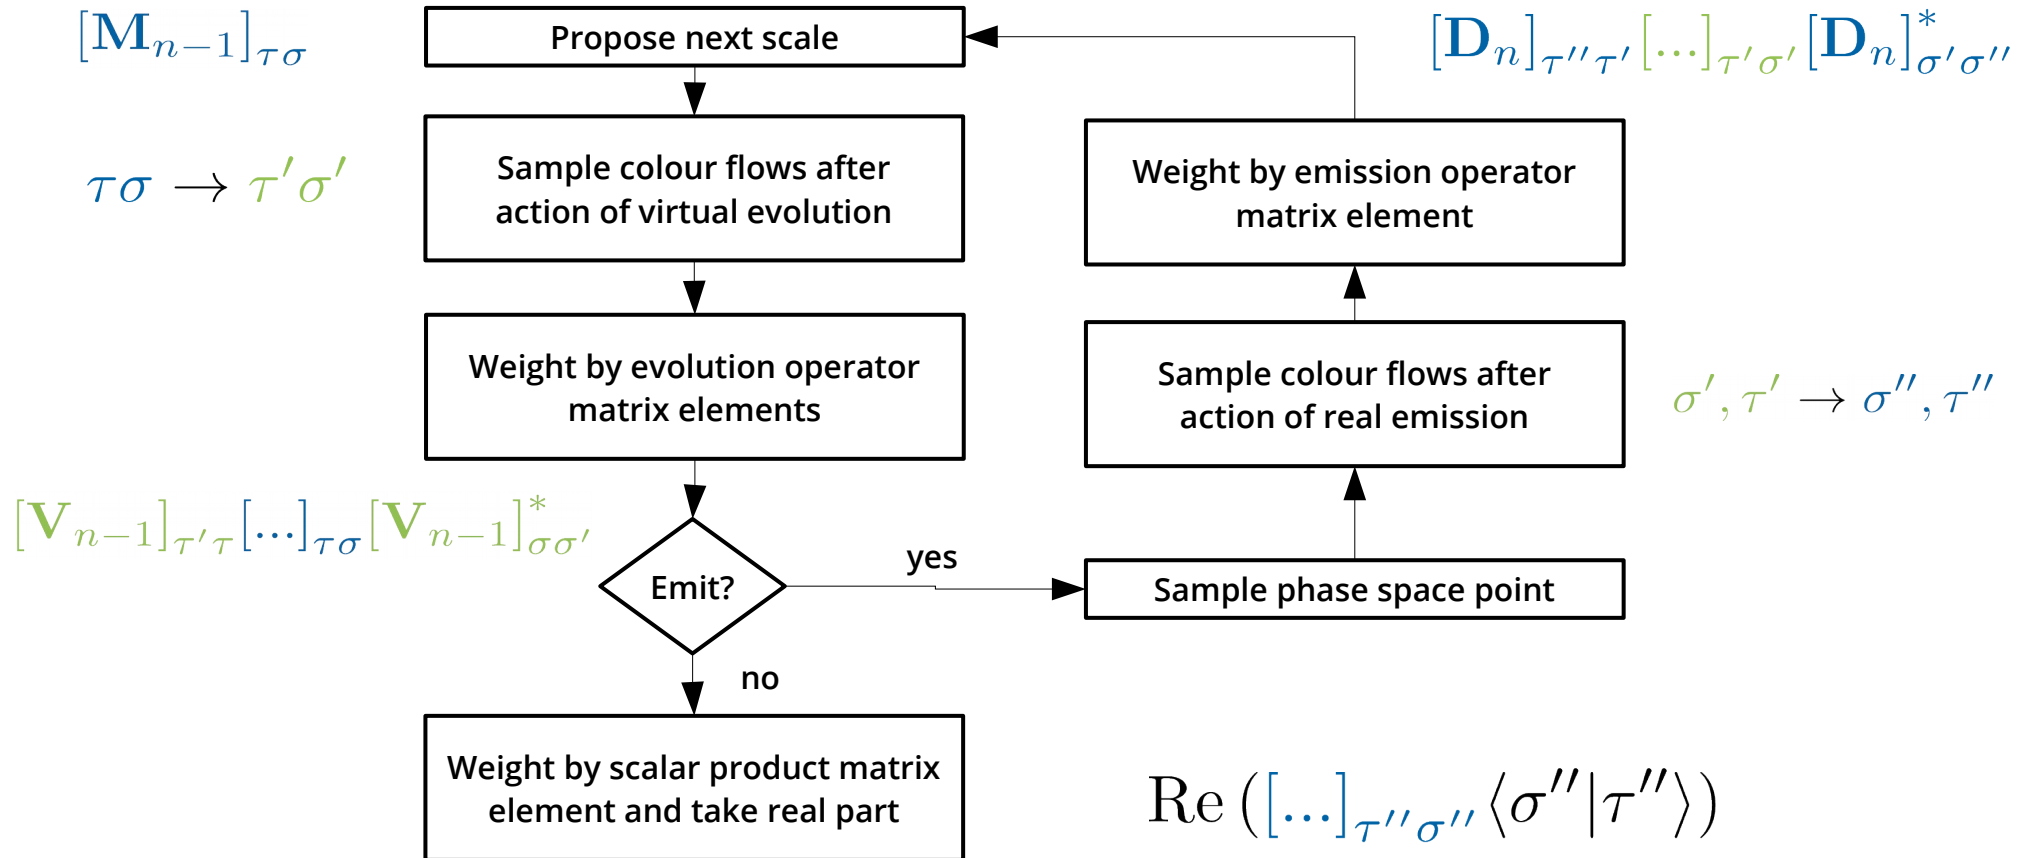 [M_{n-1}]_{τσ}
Propose next scale
[D_n]_{τ''τ'}[...]_{τ'σ'}[D_n]^*_{σ'σ''}
τσ → τ'σ'
Sample colour flows after
action of virtual evolution
Weight by emission operator
matrix element
Weight by evolution operator
matrix elements
Sample colour flows after
action of real emission
σ', τ' → σ'', τ''
[V_{n-1}]_{τ'τ}[...]_{τσ}[V_{n-1}]^*_{σσ'}
Emit?
yes
Sample phase space point
no
Weight by scalar product matrix
element and take real part
Re([...]_{τ''σ''}⟨σ''|τ''⟩)